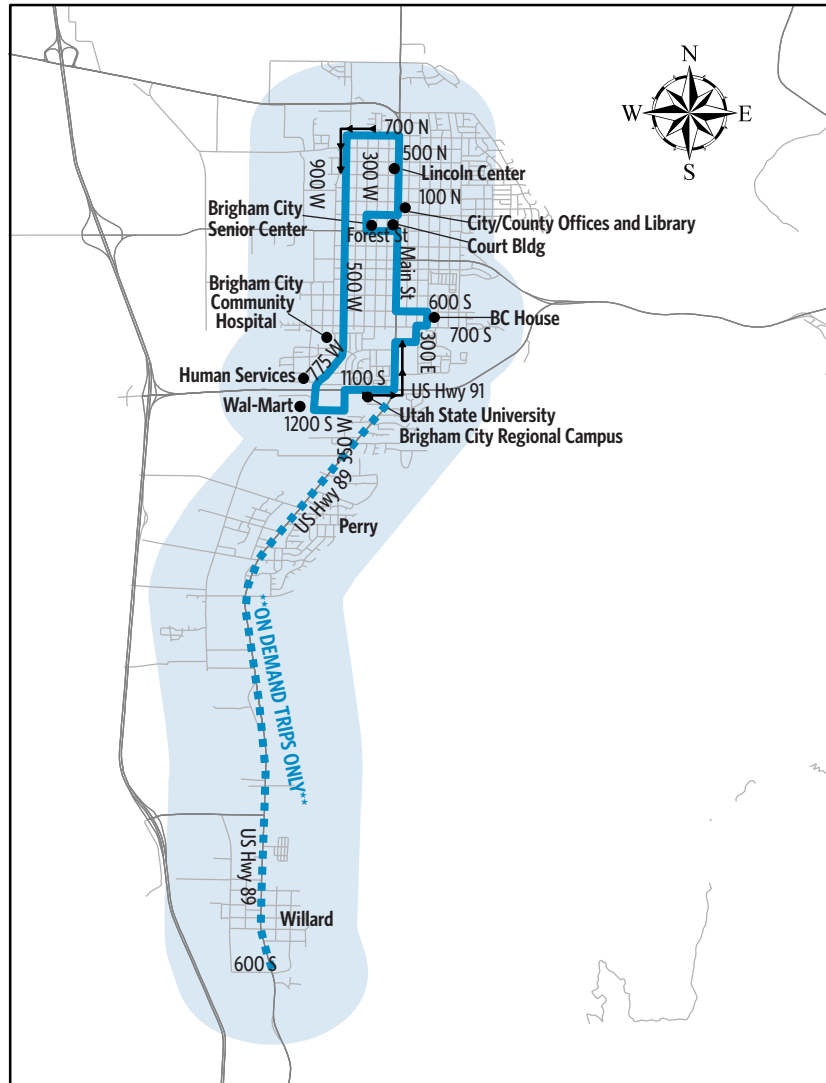 N
W
E
S
700 N
500 N
Lincoln Center
900 W
300 W
100 N
Brigham City
Senior Center
City/County Offices and Library
Forest St
Court Bldg
Main St
500 W
Brigham City
Community
Hospital
600 S
BC House
700 S
300 E
775 W
Human Services
1100 S
US Hwy 91
Wal-Mart
1200 S
Utah State University
Brigham City Regional Campus
350 W
US Hwy 89
Perry
**ON DEMAND TRIPS ONLY**
US Hwy 89
Willard
600 S